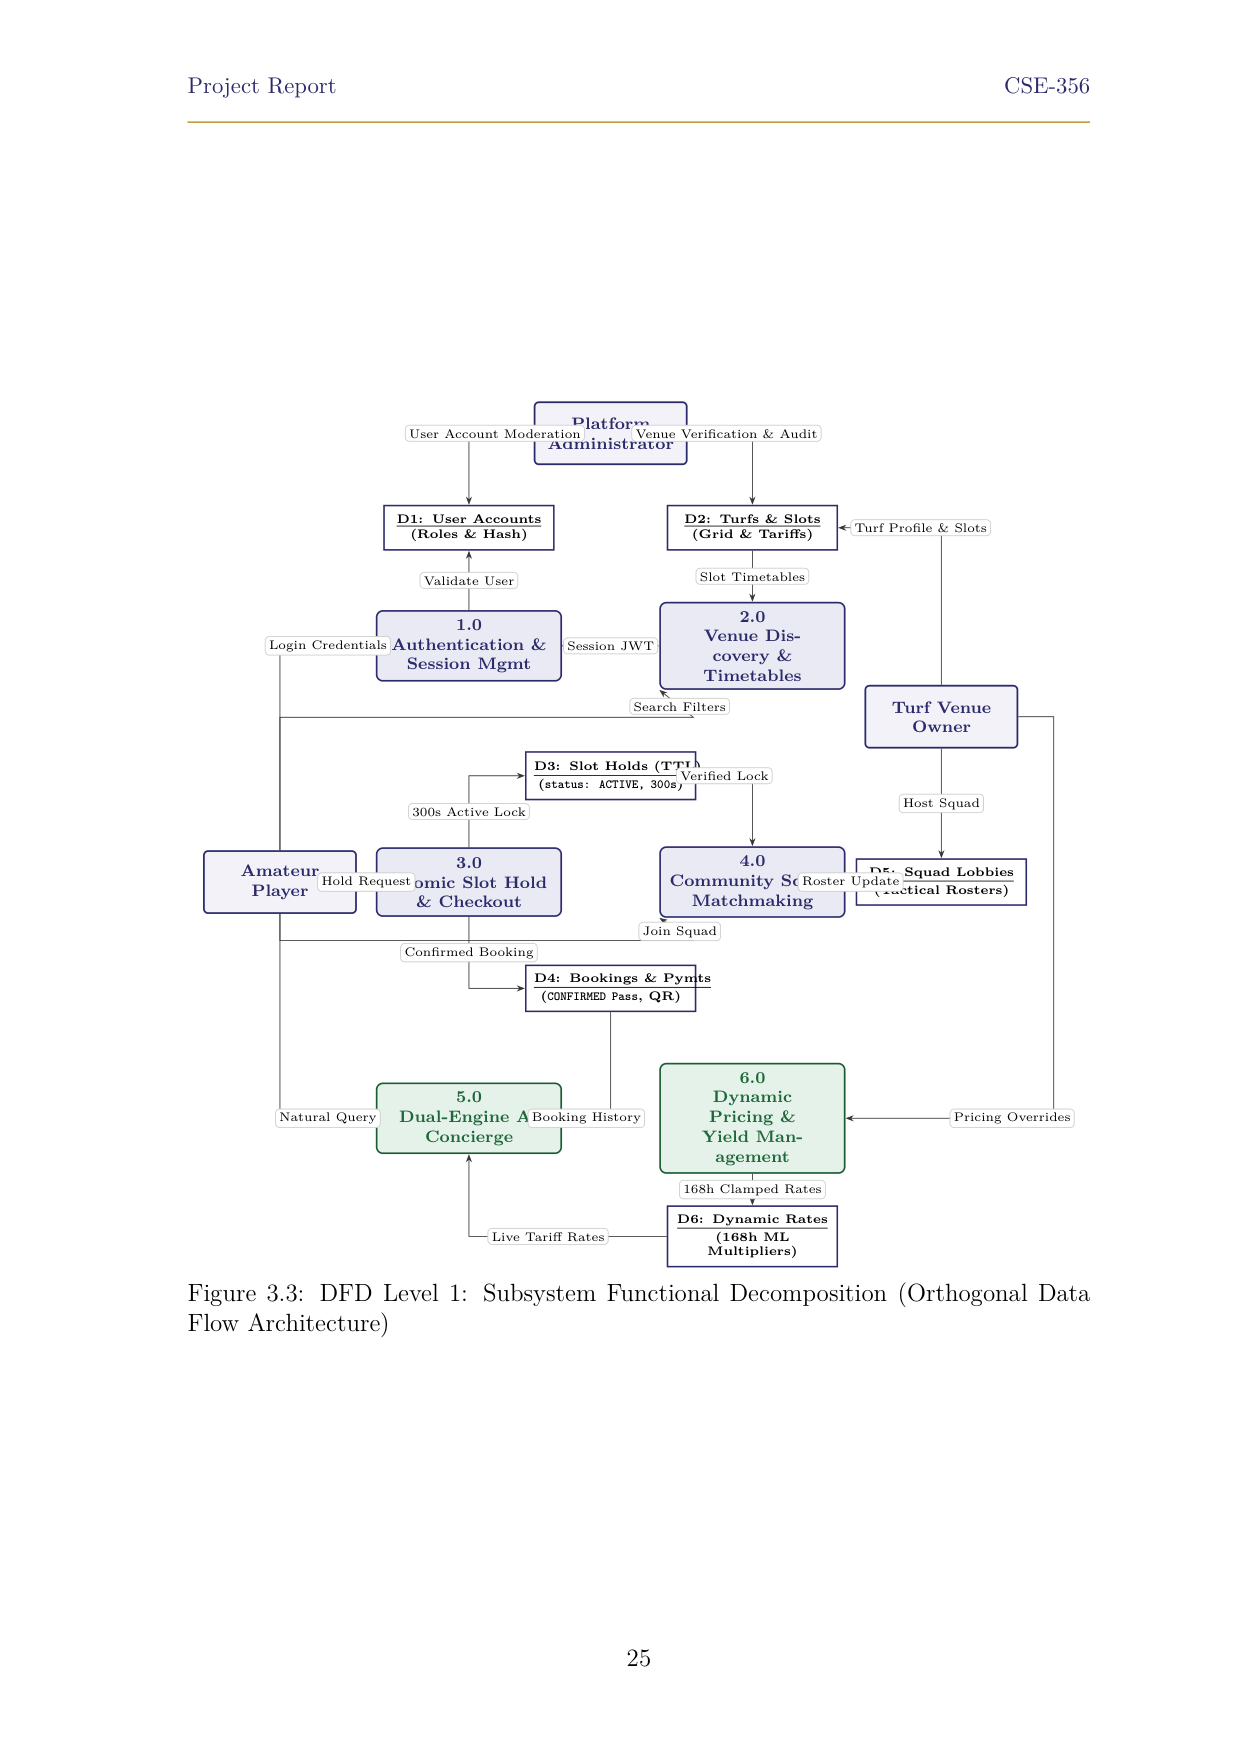 Project Report
CSE-356
Platform
Administrator
User Account Moderation
Venue Verification & Audit
D1: User Accounts
(Roles & Hash)
D2: Turfs & Slots
(Grid & Tariffs)
Turf Profile & Slots
Validate User
Slot Timetables
1.0
Authentication &
Session Mgmt
Login Credentials
Session JWT
2.0
Venue Dis-
covery &
Timetables
Search Filters
Turf Venue
Owner
D3: Slot Holds (TTL)
(status: ACTIVE, 300s)
Verified Lock
300s Active Lock
Host Squad
Amateur
Player
Hold Request
3.0
Slot Hold
& Checkout
4.0
Community
Matchmaking
Roster Update
D5: Squad Lobbies
(Tactical Rosters)
Join Squad
Confirmed Booking
D4: Bookings & Pymts
(CONFIRMED Pass, QR)
5.0
Dual-Engine
Concierge
Natural Query
Booking History
6.0
Dynamic
Pricing &
Yield Man-
agement
Pricing Overrides
168h Clamped Rates
D6: Dynamic Rates
(168h ML
Multipliers)
Live Tariff Rates
Figure 3.3: DFD Level 1: Subsystem Functional Decomposition (Orthogonal Data
Flow Architecture)
25